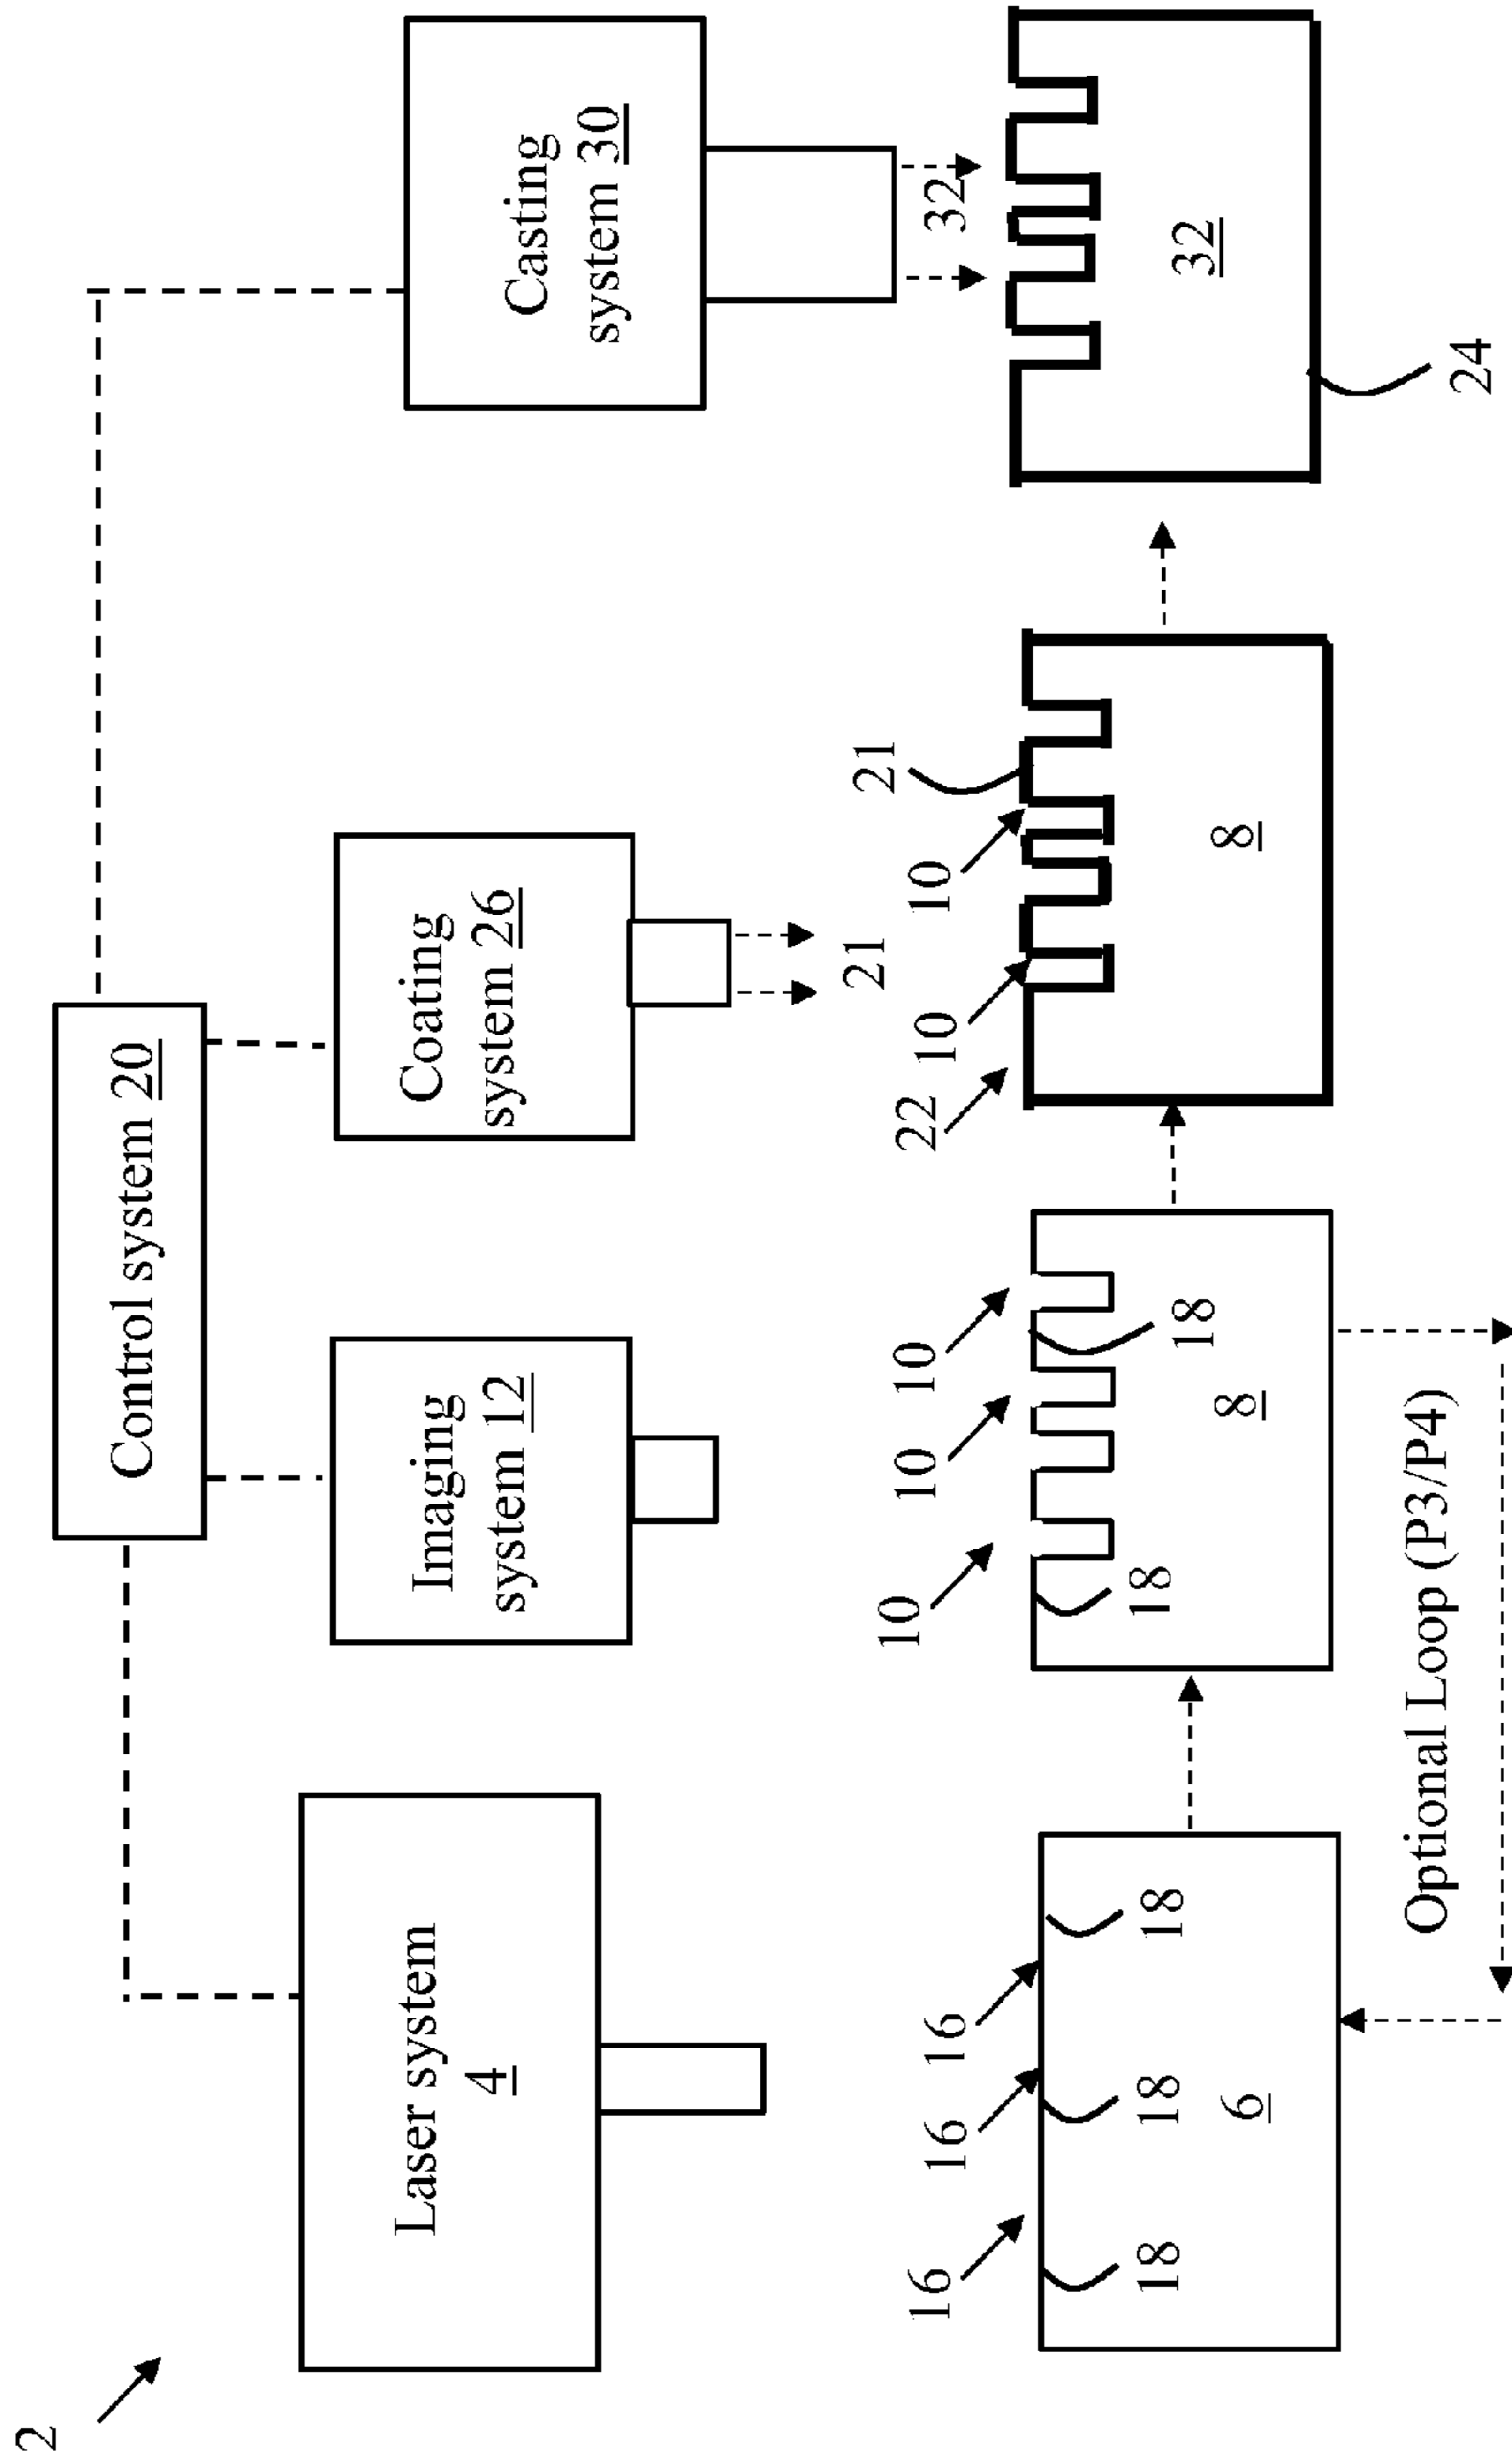 2
Control system 20
Laser system
4
Imaging
system 12
Coating
system 26
Casting
system 30
21
32
16
16
16
18
18
18
6
10
10
10
18
18
8
22
10
10
21
8
32
24
Optional Loop (P3/P4)